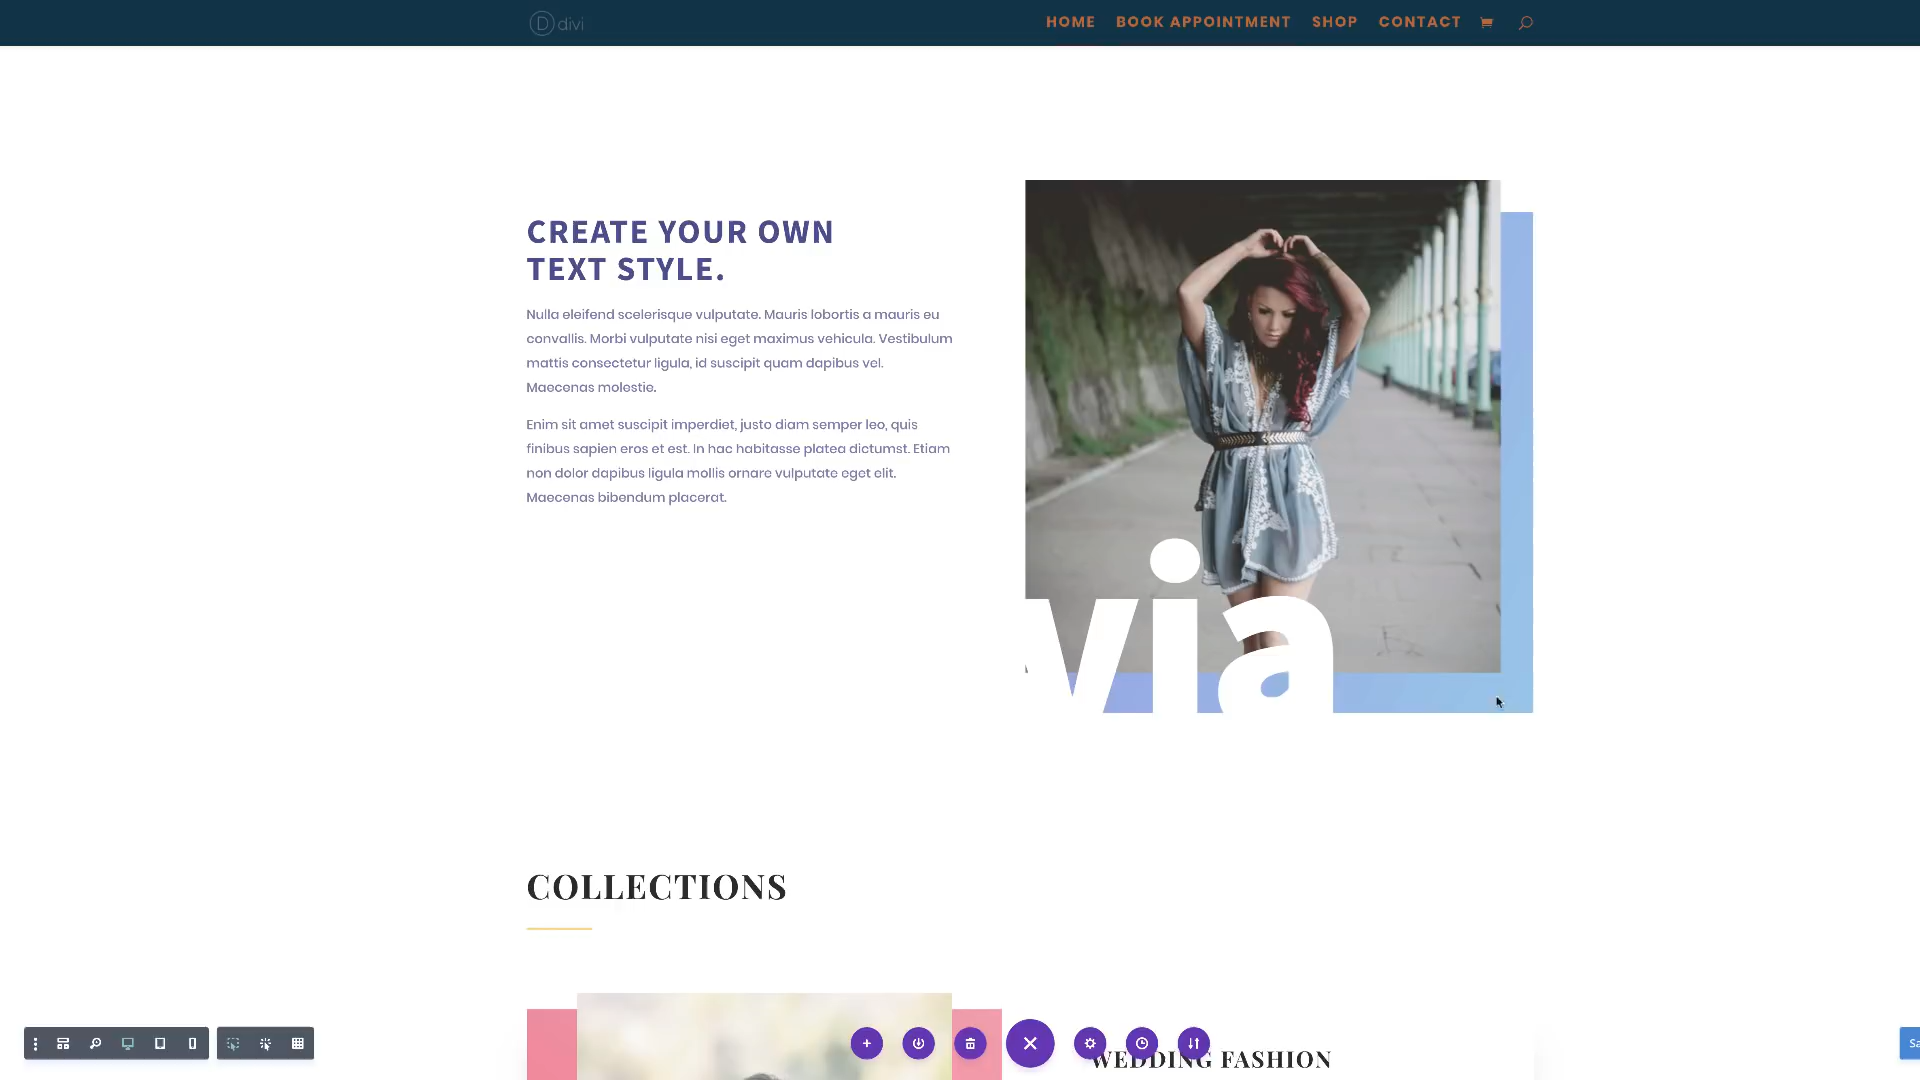 D divi
HOME BOOK APPOINTMENT SHOP CONTACT
CREATE YOUR OWN
TEXT STYLE.
Nulla eleifend scelerisque vulputate. Mauris lobortis a mauris eu
convallis. Morbi vulputate nisi eget maximus vehicula. Vestibulum
mattis consectetur ligula, id suscipit quam dapibus vel.
Maecenas molestie.
Enim sit amet suscipit imperdiet, justo diam semper leo, quis
finibus sapien eros et est. In hac habitasse platea dictumst. Etiam
non dolor dapibus ligula mollis ornare vulputate eget elit.
Maecenas bibendum placerat.
via
COLLECTIONS
WEDDING FASHION
Sa